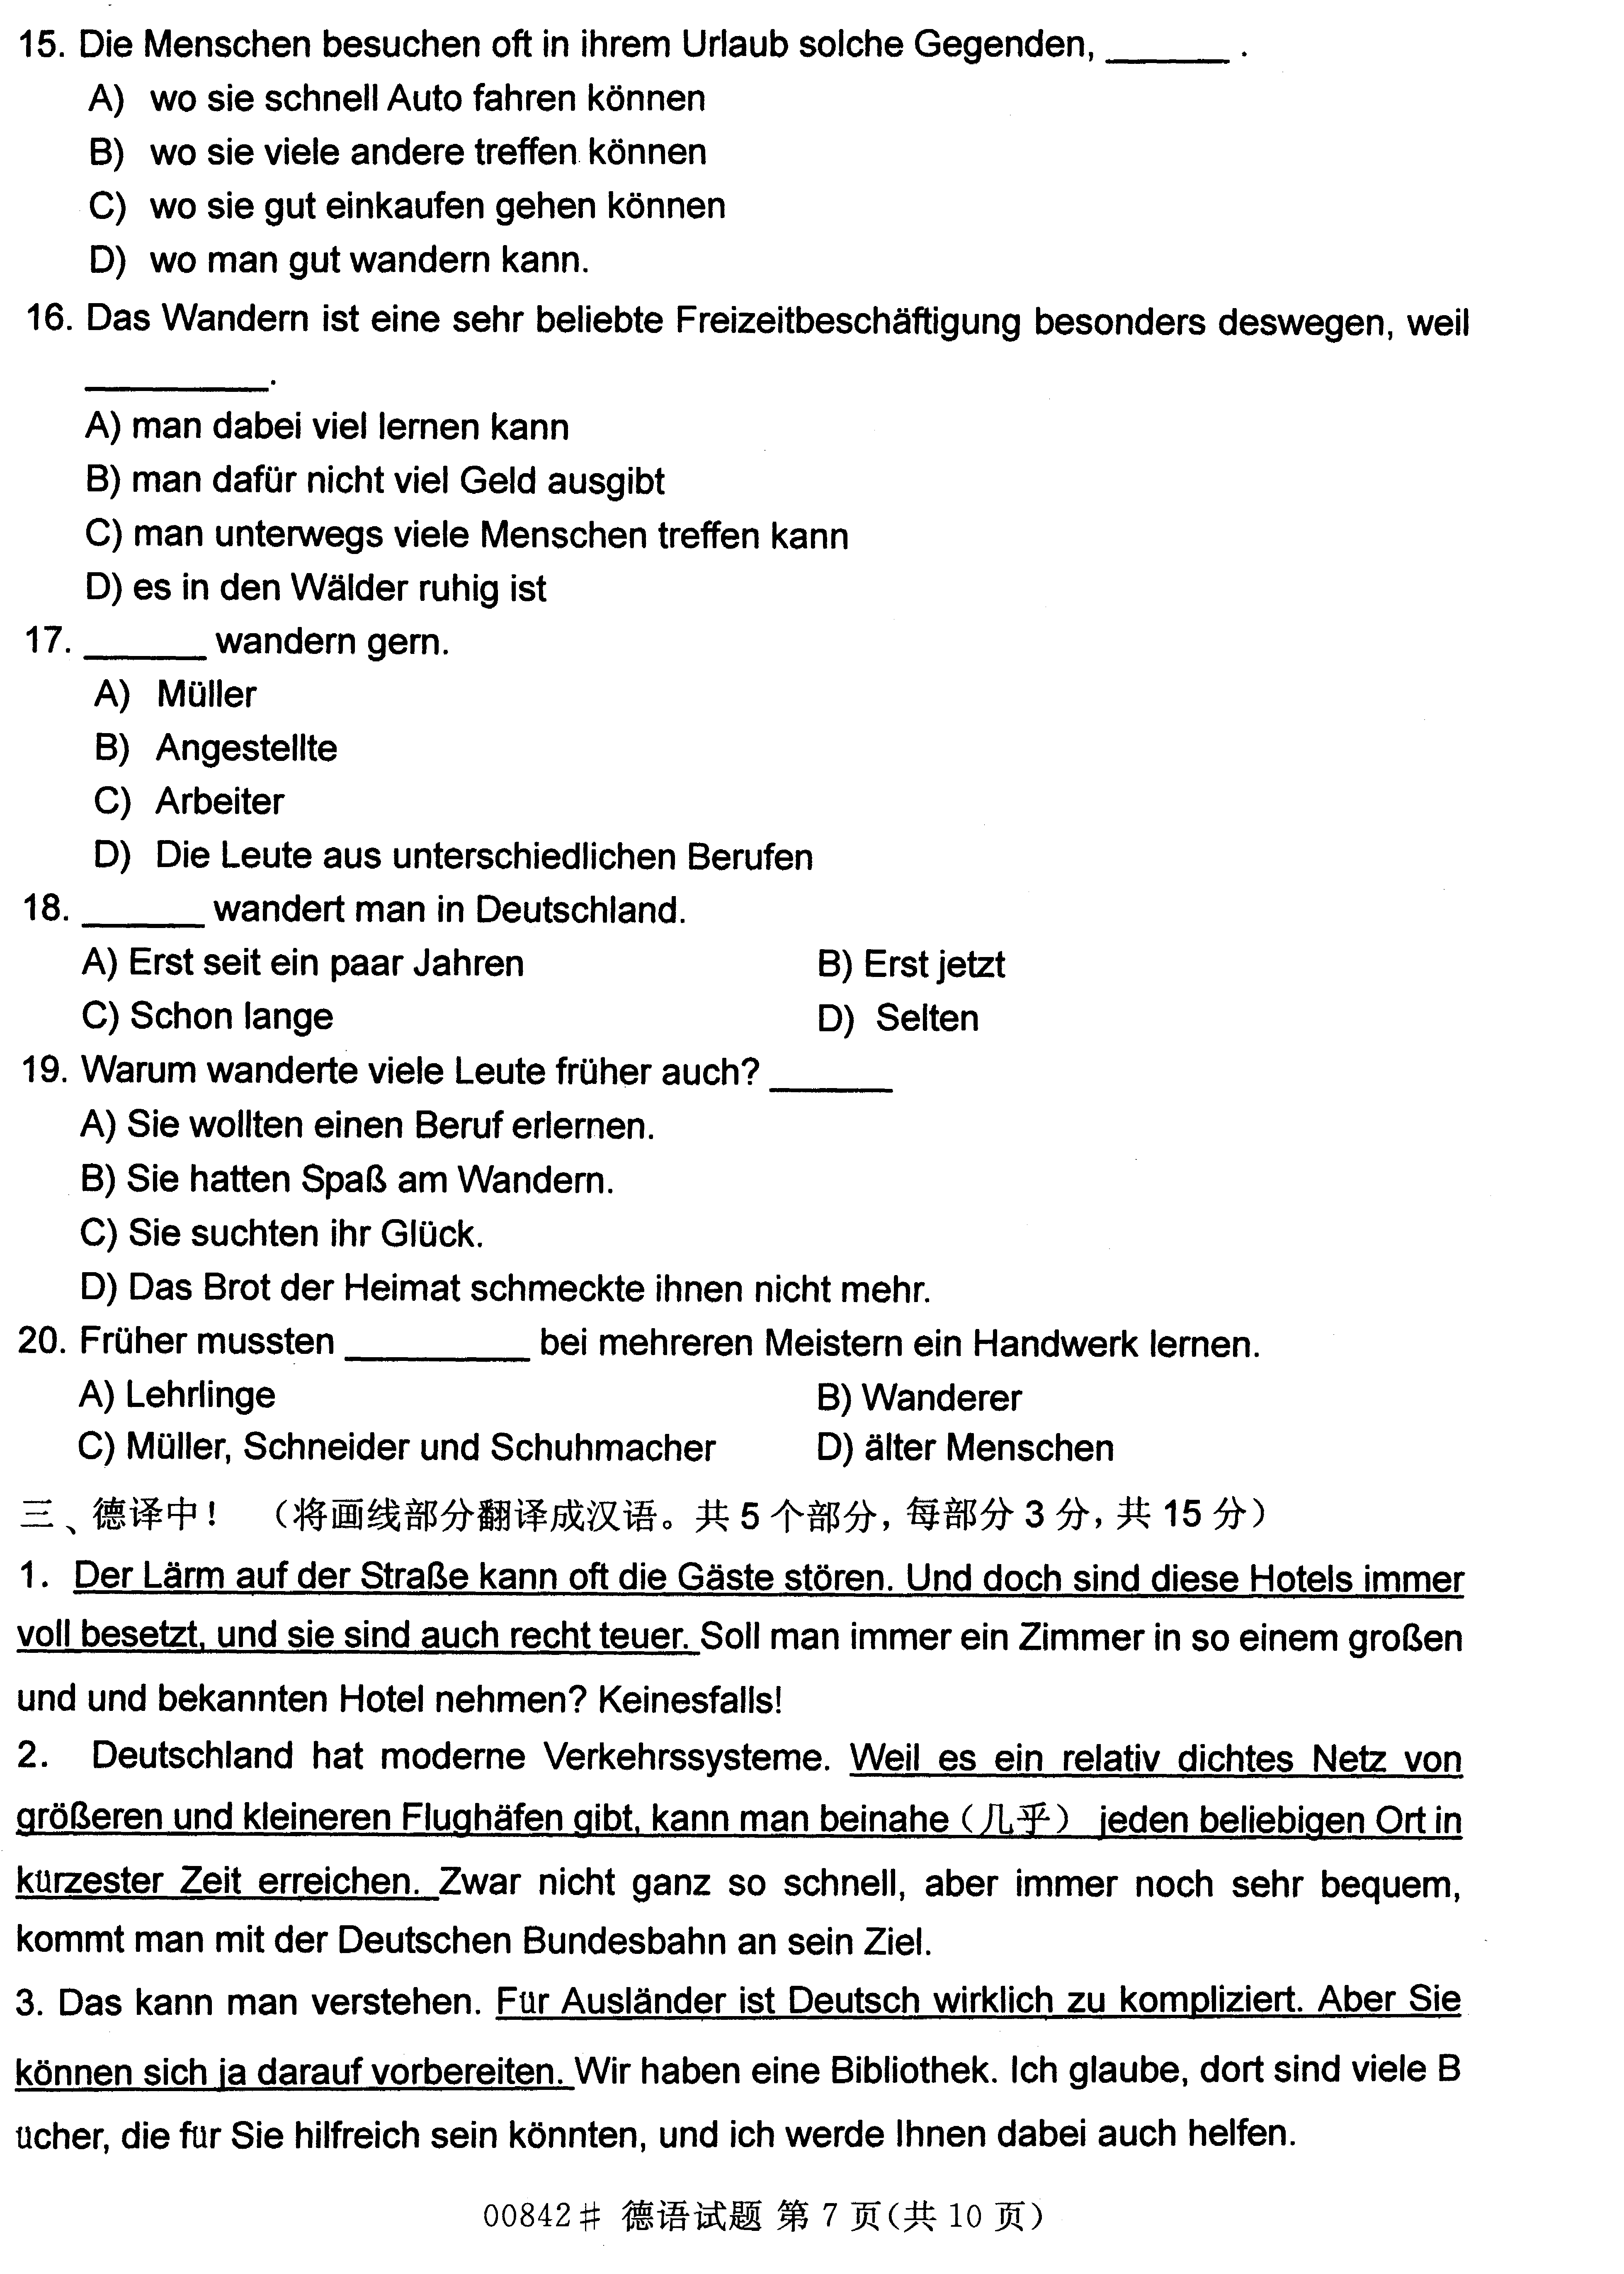 15. Die Menschen besuchen oft in ihrem Urlaub solche Gegenden, ______ .
A) wo sie schnell Auto fahren können
B) wo sie viele andere treffen können
C) wo sie gut einkaufen gehen können
D) wo man gut wandern kann.
16. Das Wandern ist eine sehr beliebte Freizeitbeschäftigung besonders deswegen, weil
_________.
A) man dabei viel lernen kann
B) man dafür nicht viel Geld ausgibt
C) man unterwegs viele Menschen treffen kann
D) es in den Wälder ruhig ist
17. ______ wandern gern.
A) Müller
B) Angestellte
C) Arbeiter
D) Die Leute aus unterschiedlichen Berufen
18. ______ wandert man in Deutschland.
A) Erst seit ein paar Jahren B) Erst jetzt
C) Schon lange D) Selten
19. Warum wanderte viele Leute früher auch? ______
A) Sie wollten einen Beruf erlernen.
B) Sie hatten Spaß am Wandern.
C) Sie suchten ihr Glück.
D) Das Brot der Heimat schmeckte ihnen nicht mehr.
20. Früher mussten _________ bei mehreren Meistern ein Handwerk lernen.
A) Lehrlinge B) Wanderer
C) Müller, Schneider und Schuhmacher D) älter Menschen
三、德译中! （将画线部分翻译成汉语。共 5 个部分，每部分 3 分，共 15 分）
1. Der Lärm auf der Straße kann oft die Gäste stören. Und doch sind diese Hotels immer
voll besetzt, und sie sind auch recht teuer. Soll man immer ein Zimmer in so einem großen
und und bekannten Hotel nehmen? Keinesfalls!
2. Deutschland hat moderne Verkehrssysteme. Weil es ein relativ dichtes Netz von
größeren und kleineren Flughäfen gibt, kann man beinahe（几乎） jeden beliebigen Ort in
kürzester Zeit erreichen. Zwar nicht ganz so schnell, aber immer noch sehr bequem,
kommt man mit der Deutschen Bundesbahn an sein Ziel.
3. Das kann man verstehen. Für Ausländer ist Deutsch wirklich zu kompliziert. Aber Sie
können sich ja darauf vorbereiten. Wir haben eine Bibliothek. Ich glaube, dort sind viele B
ücher, die für Sie hilfreich sein könnten, und ich werde Ihnen dabei auch helfen.
00842# 德语试题 第 7 页(共 10 页)